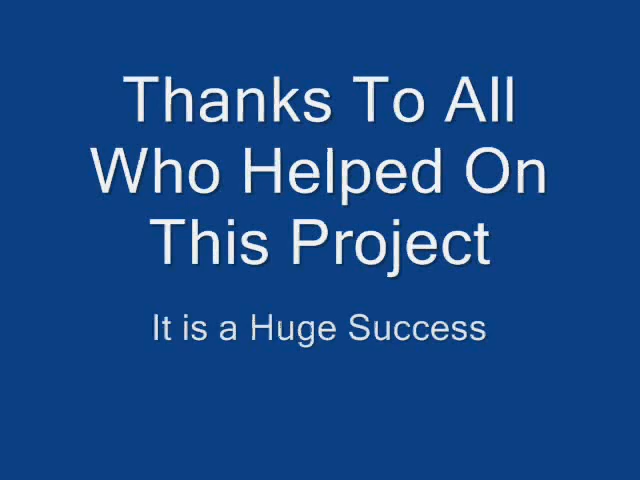 Thanks To All
Who Helped On
This Project
It is a Huge Success